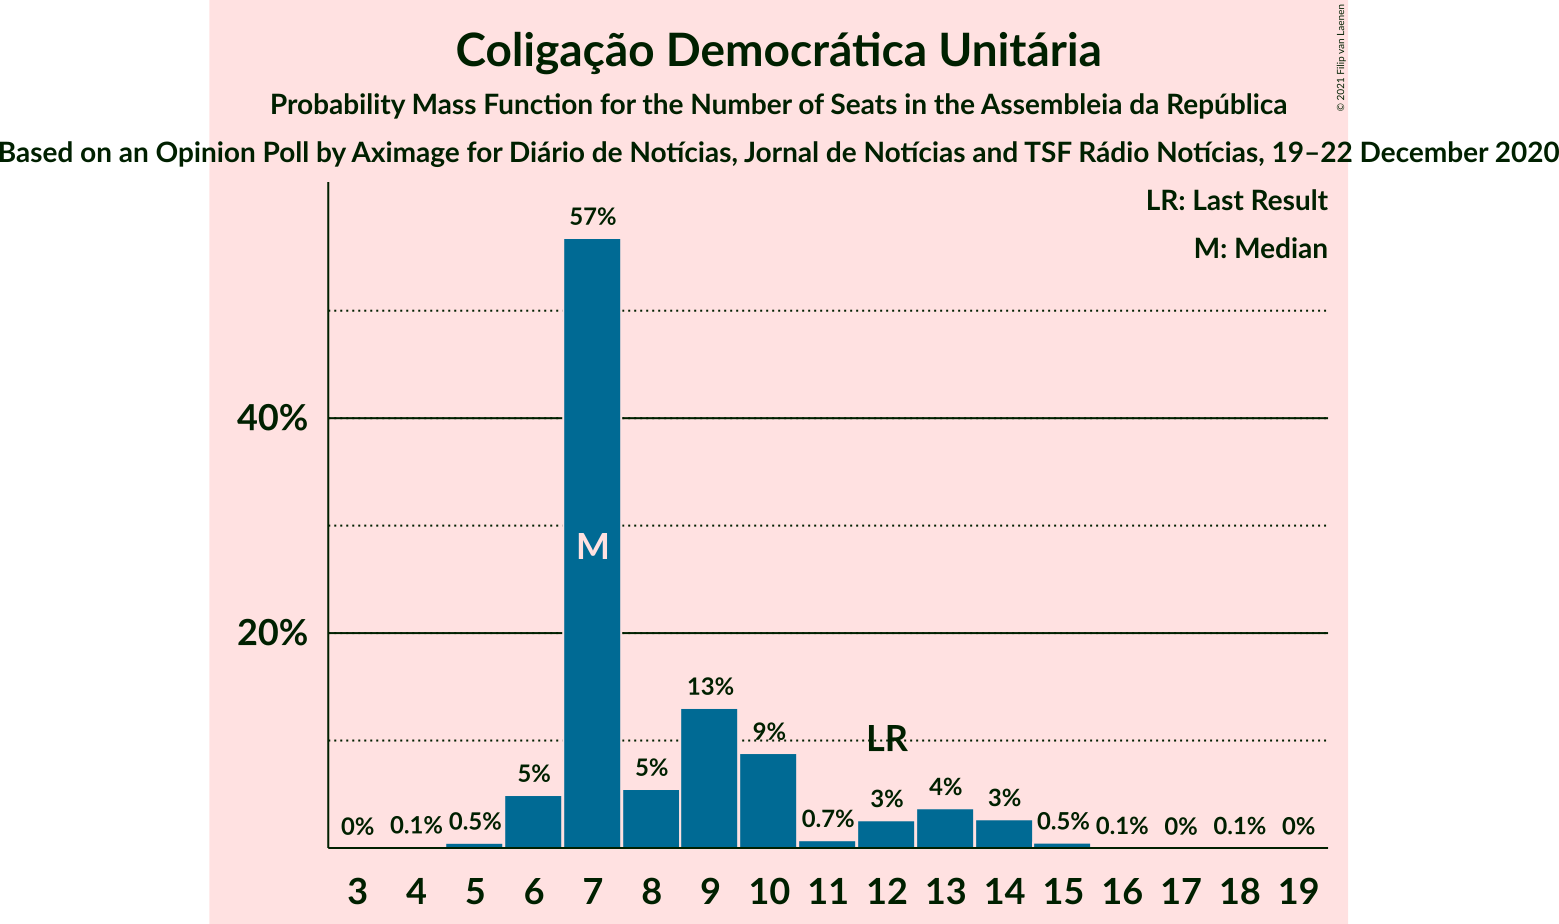 Coligação Democrática Unitária
Probability Mass Function for the Number of Seats in the Assembleia da República
Based on an Opinion Poll by Aximage for Diário de Notícias, Jornal de Notícias and TSF Rádio Notícias, 19–22 December 2020
© 2021 Filip van Laenen
LR: Last Result
M: Median
57%
40%
M
20%
13%
9%
LR
5%
5%
4%
3%
3%
0%
0.1%
0.5%
0.7%
0.5%
0.1%
0%
0.1%
0%
3 4 5 6 7 8 9 10 11 12 13 14 15 16 17 18 19